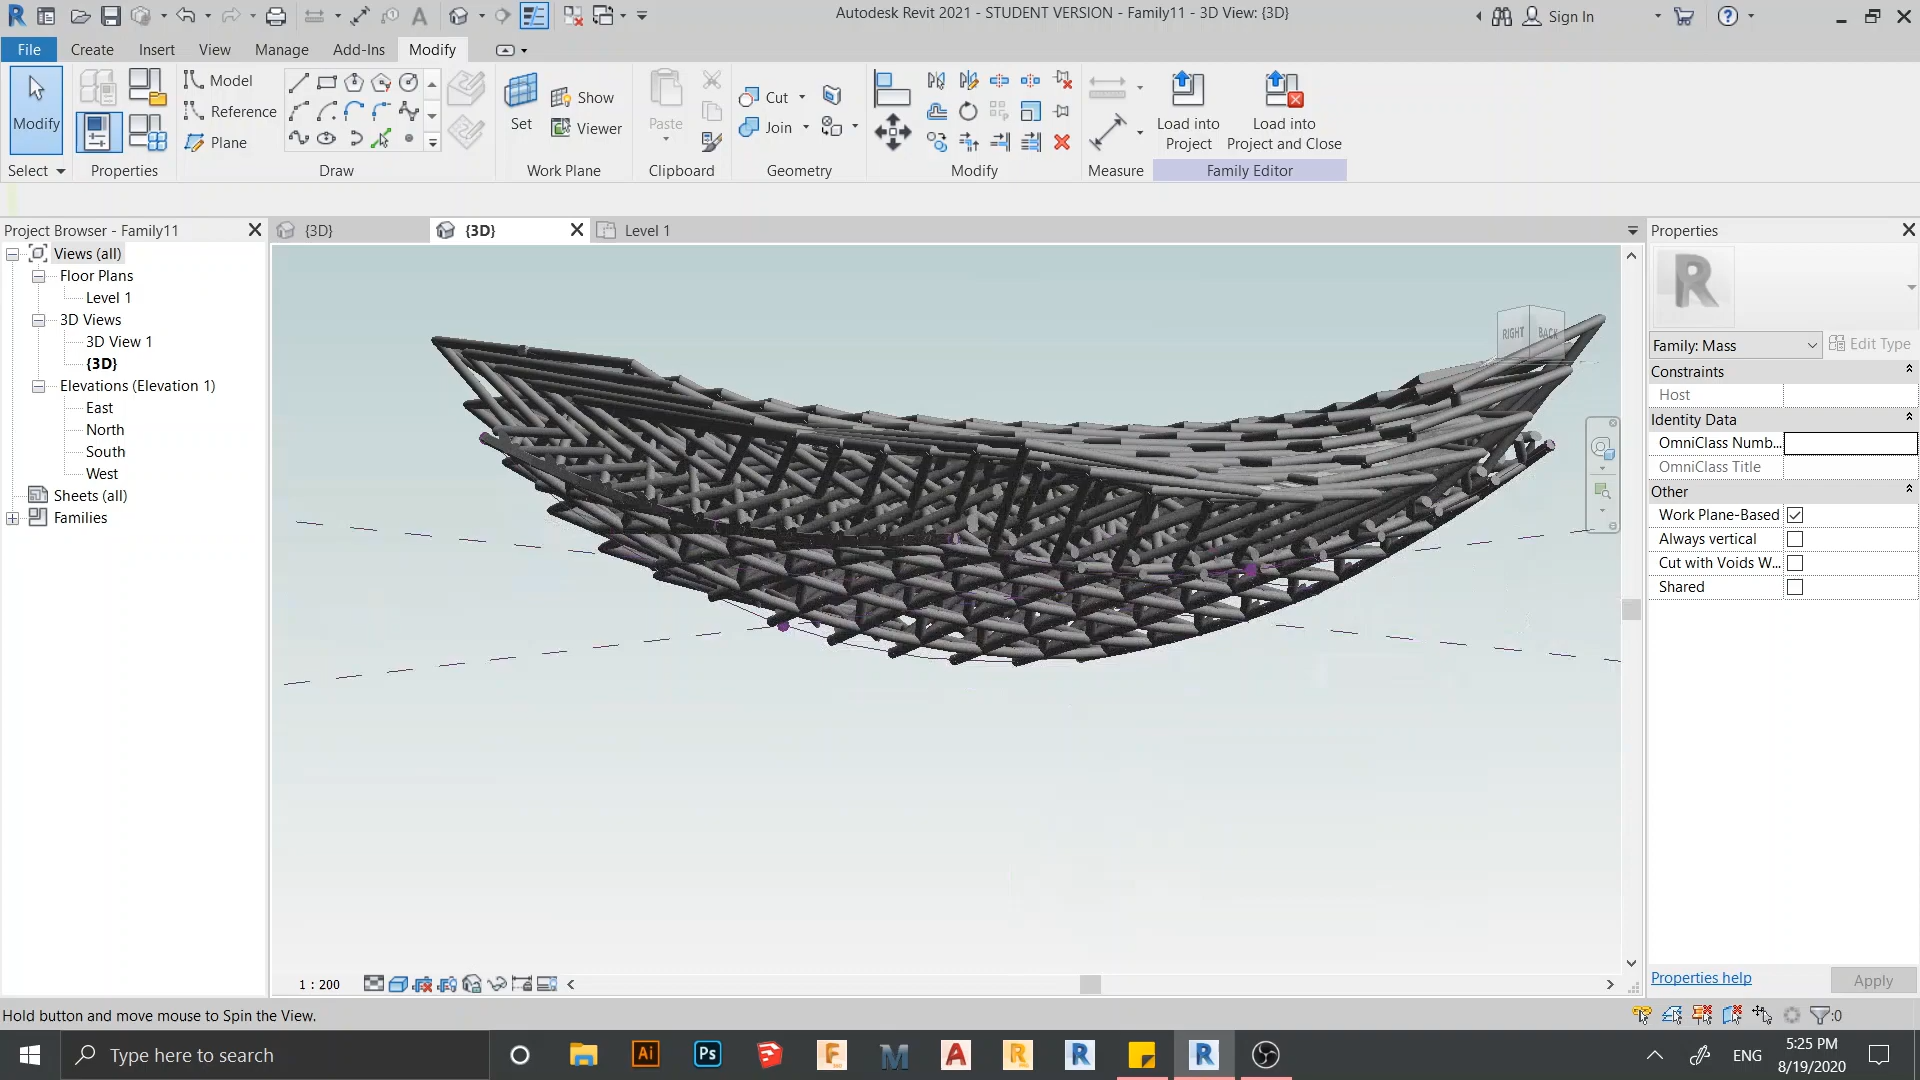 Autodesk Revit 2021 - STUDENT VERSION - Family11 - 3D View: {3D}
Sign In
File Create Insert View Manage Add-Ins Modify
Modify
Model
Reference
Plane
Set
Show
Viewer
Paste
Cut
Join
Load into Project
Load into Project and Close
Select Properties Draw Work Plane Clipboard Geometry Modify Measure Family Editor
Project Browser - Family11
{3D}
{3D}
Level 1
Properties
Views (all)
Floor Plans
Level 1
3D Views
3D View 1
{3D}
Elevations (Elevation 1)
East
North
South
West
Sheets (all)
Families
RIGHT
BACK
Family: Mass
Edit Type
Constraints
Host
Identity Data
OmniClass Numb...
OmniClass Title
Other
Work Plane-Based
Always vertical
Cut with Voids W...
Shared
Properties help
Apply
1 : 200
Hold button and move mouse to Spin the View.
:0
Type here to search
Ai
Ps
ENG
5:25 PM
8/19/2020